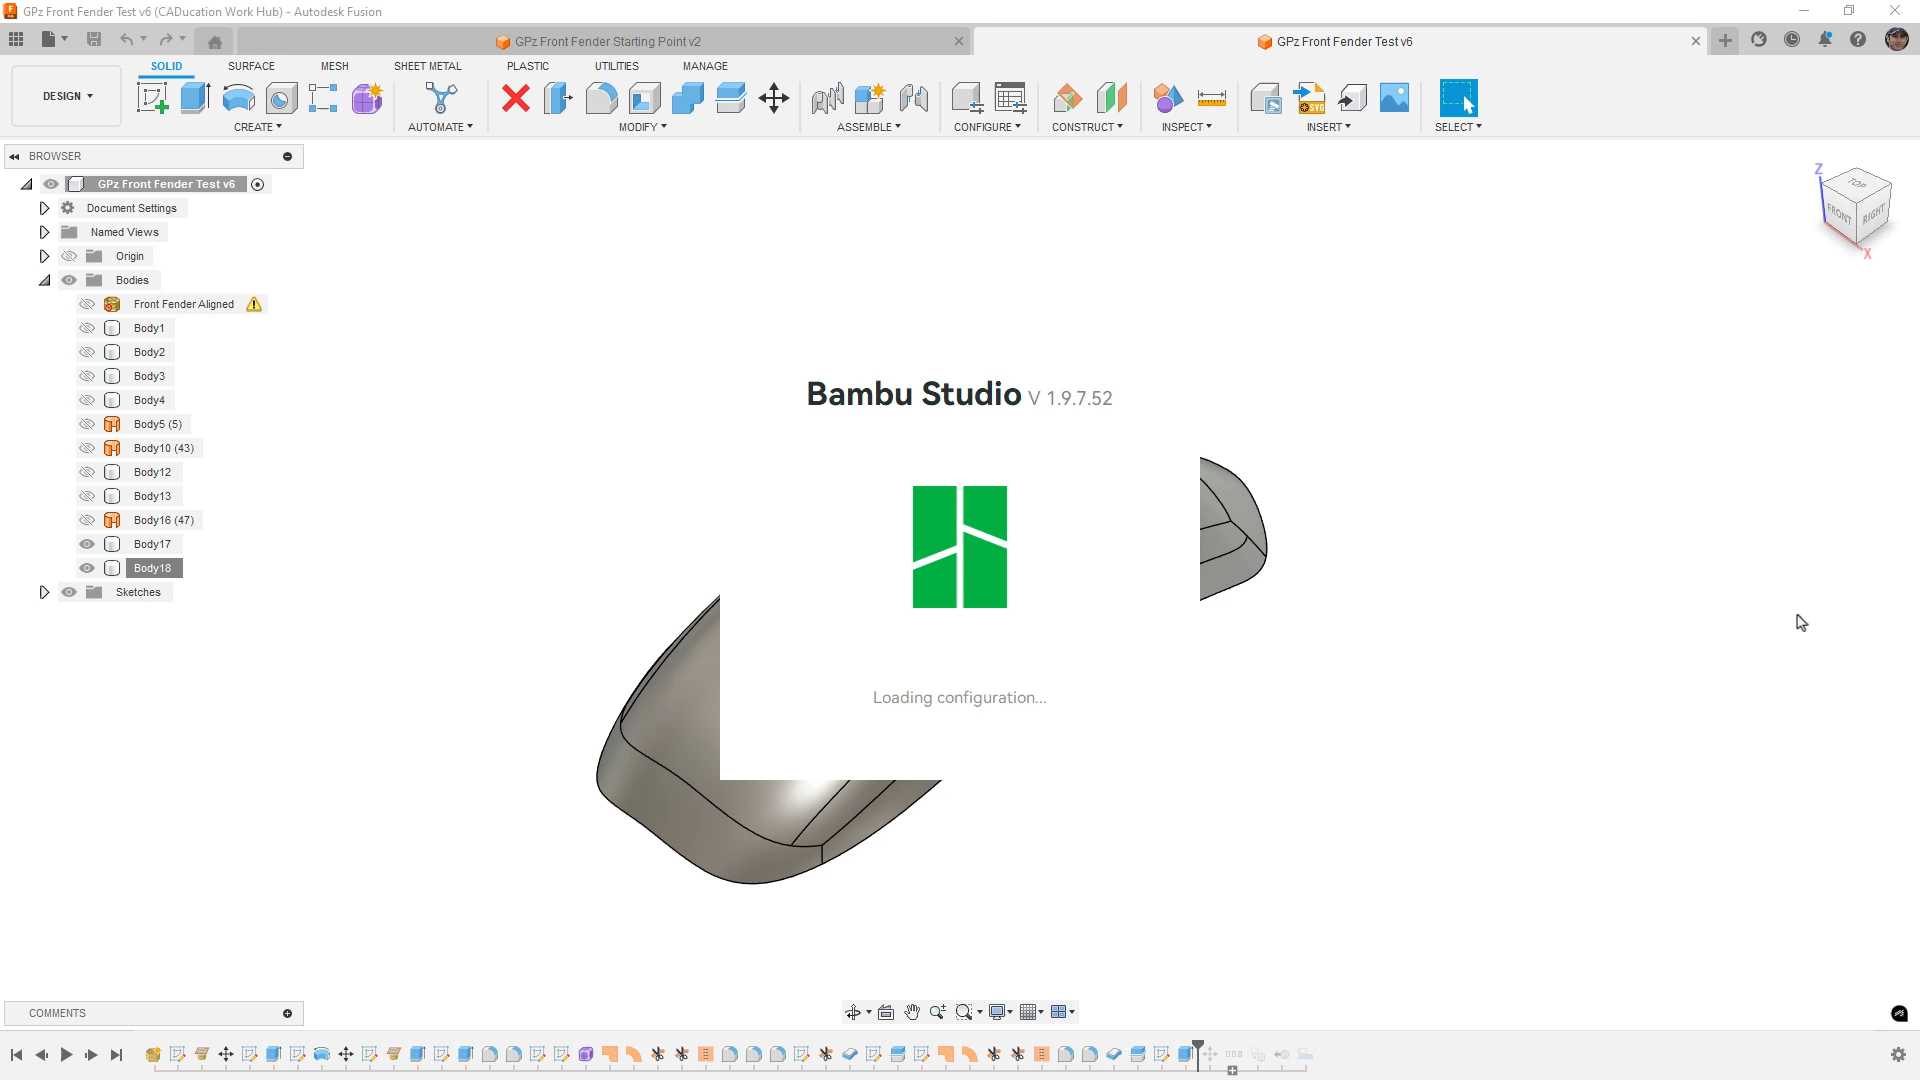 GPz Front Fender Test v6 (CADucation Work Hub) - Autodesk Fusion
GPz Front Fender Starting Point v2
GPz Front Fender Test v6
SOLID
SURFACE
MESH
SHEET METAL
PLASTIC
UTILITIES
MANAGE
DESIGN
CREATE
AUTOMATE
MODIFY
ASSEMBLE
CONFIGURE
CONSTRUCT
INSPECT
INSERT
SELECT
BROWSER
GPz Front Fender Test v6
Document Settings
Named Views
Origin
Bodies
Front Fender Aligned
Body1
Body2
Body3
Body4
Body5 (5)
Body10 (43)
Body12
Body13
Body16 (47)
Body17
Body18
Sketches
Z
TOP
FRONT
RIGHT
X
Bambu Studio V 1.9.7.52
Loading configuration...
COMMENTS